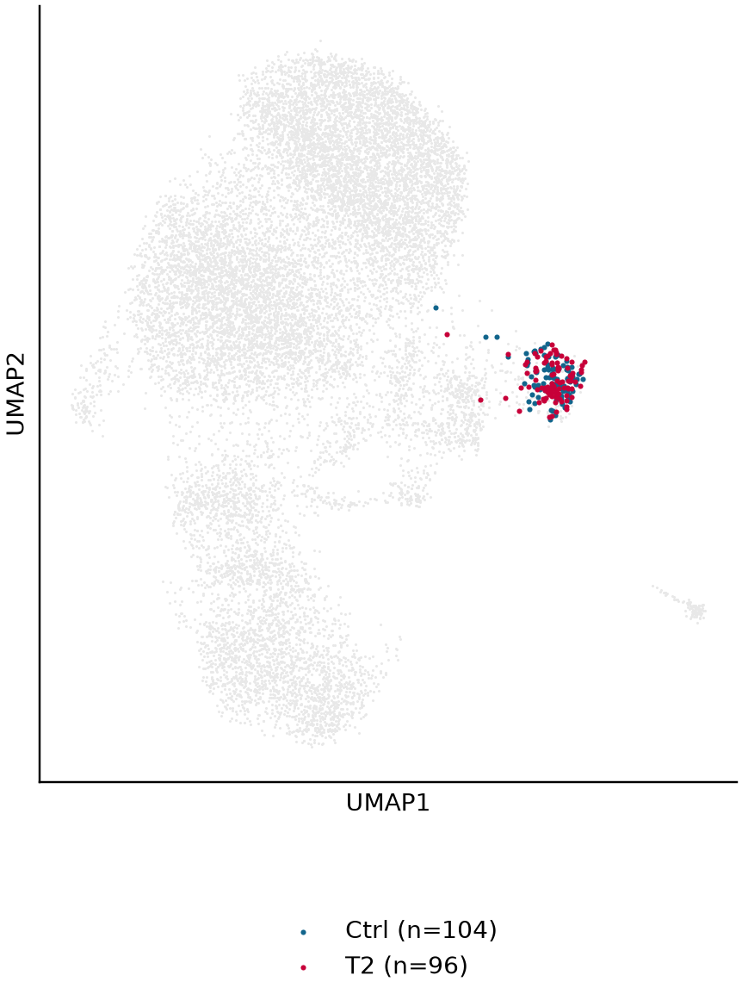 UMAP2
UMAP1
Ctrl (n=104)
T2 (n=96)